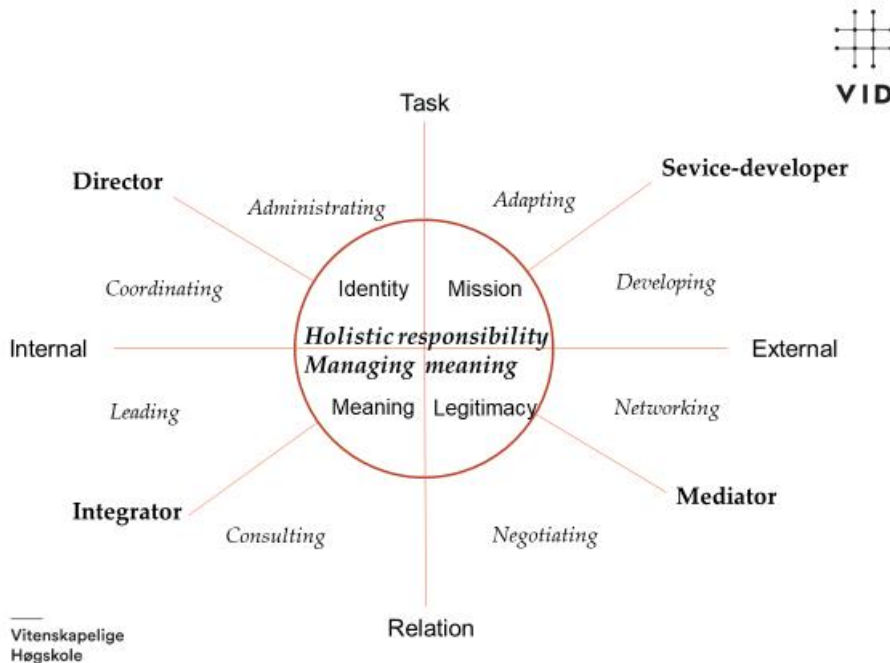 VID
Task
Director
Sevice-developer
Administrating
Adapting
Coordinating
Identity
Mission
Developing
Internal
Holistic responsibility
External
Managing meaning
Leading
Meaning
Legitimacy
Networking
Integrator
Mediator
Consulting
Negotiating
Relation
Vitenskapelige
Høgskole